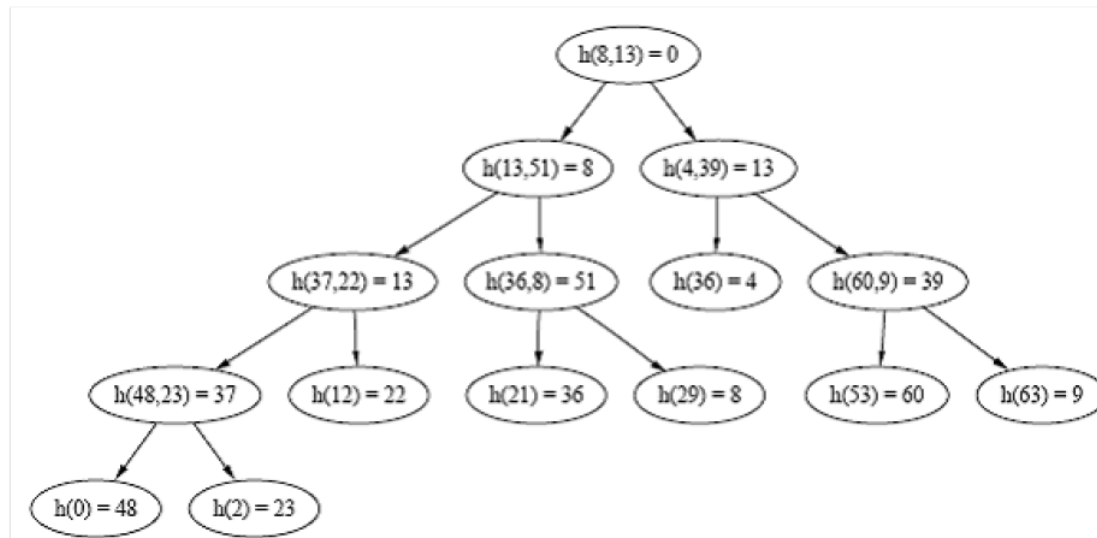 h(8,13) = 0
h(13,51) = 8
h(4,39) = 13
h(37,22) = 13
h(36,8) = 51
h(36) = 4
h(60,9) = 39
h(48,23) = 37
h(12) = 22
h(21) = 36
h(29) = 8
h(53) = 60
h(63) = 9
h(0) = 48
h(2) = 23